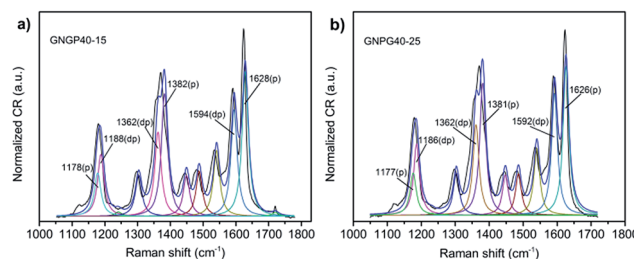 a)
GNGP40-15
1382(p)
1628(p)
1362(dp)
1188(dp)
1594(dp)
1178(p)
Normalized CR (a.u.)
1000 1100 1200 1300 1400 1500 1600 1700 1800
Raman shift (cm-1)
b)
GNPG40-25
1381(p)
1626(p)
1362(dp)
1186(dp)
1592(dp)
1177(p)
Normalized CR (a.u.)
1000 1100 1200 1300 1400 1500 1600 1700 1800
Raman shift (cm-1)